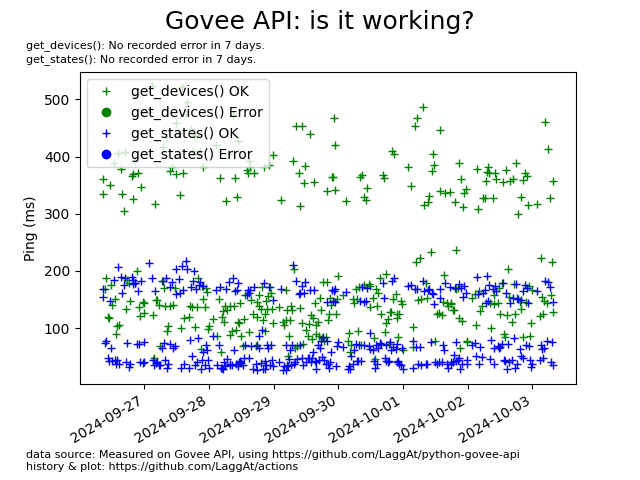 Govee API: is it working?
get_devices(): No recorded error in 7 days.
get_states(): No recorded error in 7 days.
get_devices() OK
get_devices() Error
get_states() OK
get_states() Error
500
400
300
200
100
Ping (ms)
2024-09-27
2024-09-28
2024-09-29
2024-09-30
2024-10-01
2024-10-02
2024-10-03
data source: Measured on Govee API, using https://github.com/LaggAt/python-govee-api
history & plot: https://github.com/LaggAt/actions